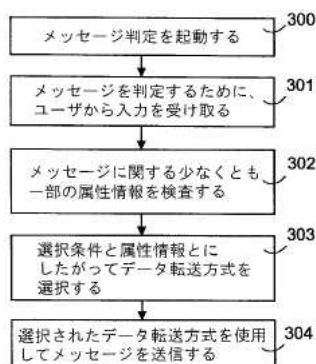 メッセージ判定を起動する
300
メッセージを判定するために、
ユーザから入力を受け取る
301
メッセージに関する少なくとも
一部の属性情報を検査する
302
選択条件と属性情報とに
したがってデータ転送方式を
選択する
303
選択されたデータ転送方式を使用
してメッセージを送信する
304